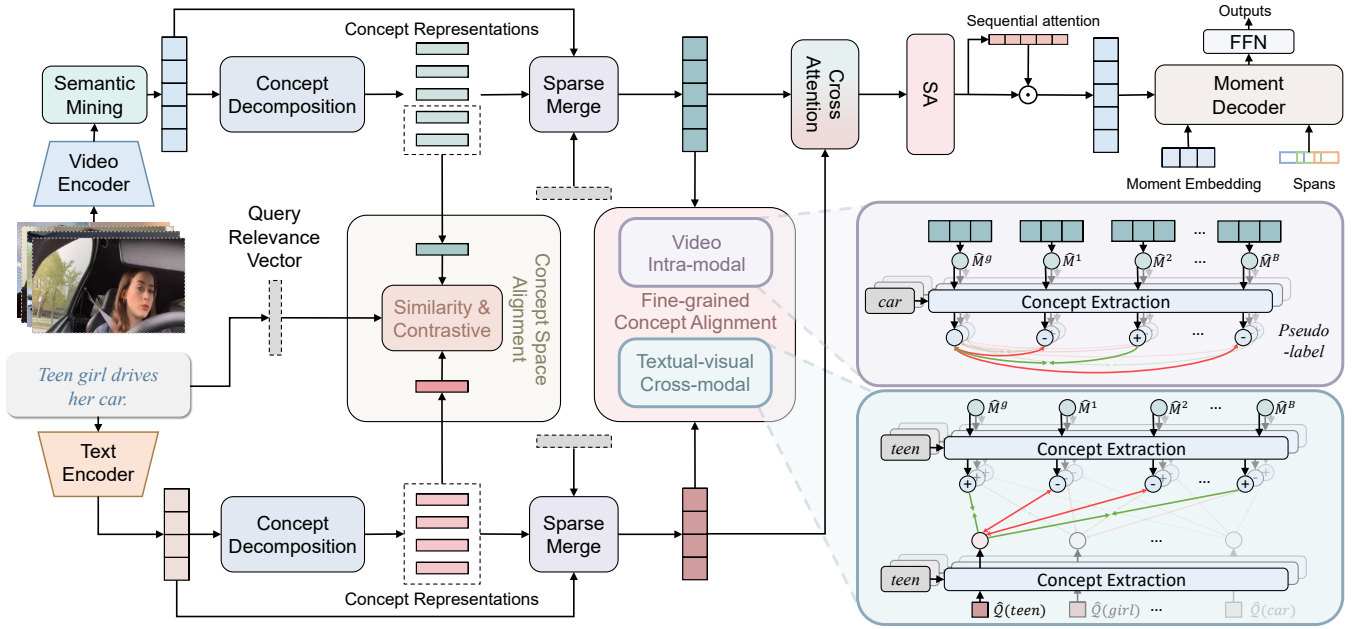 Semantic
Mining
Video
Encoder
Teen girl drives
her car.
Text
Encoder
Concept
Decomposition
Concept Representations
Sparse
Merge
Query
Relevance
Vector
Similarity &
Contrastive
Concept Space
Alignment
Concept
Decomposition
Concept Representations
Sparse
Merge
Video
Intra-modal
Fine-grained
Concept Alignment
Textual-visual
Cross-modal
Cross
Attention
SA
Sequential attention
Outputs
FFN
Moment
Decoder
Moment Embedding
Spans
M̂^g M̂^1 M̂^2 ... M̂^B
car
Concept Extraction
- - + ... -
Pseudo
-label
M̂^g M̂^1 M̂^2 ... M̂^B
teen
Concept Extraction
+ - - ... +
...
teen
Concept Extraction
Q̂(teen) Q̂(girl) ... Q̂(car)